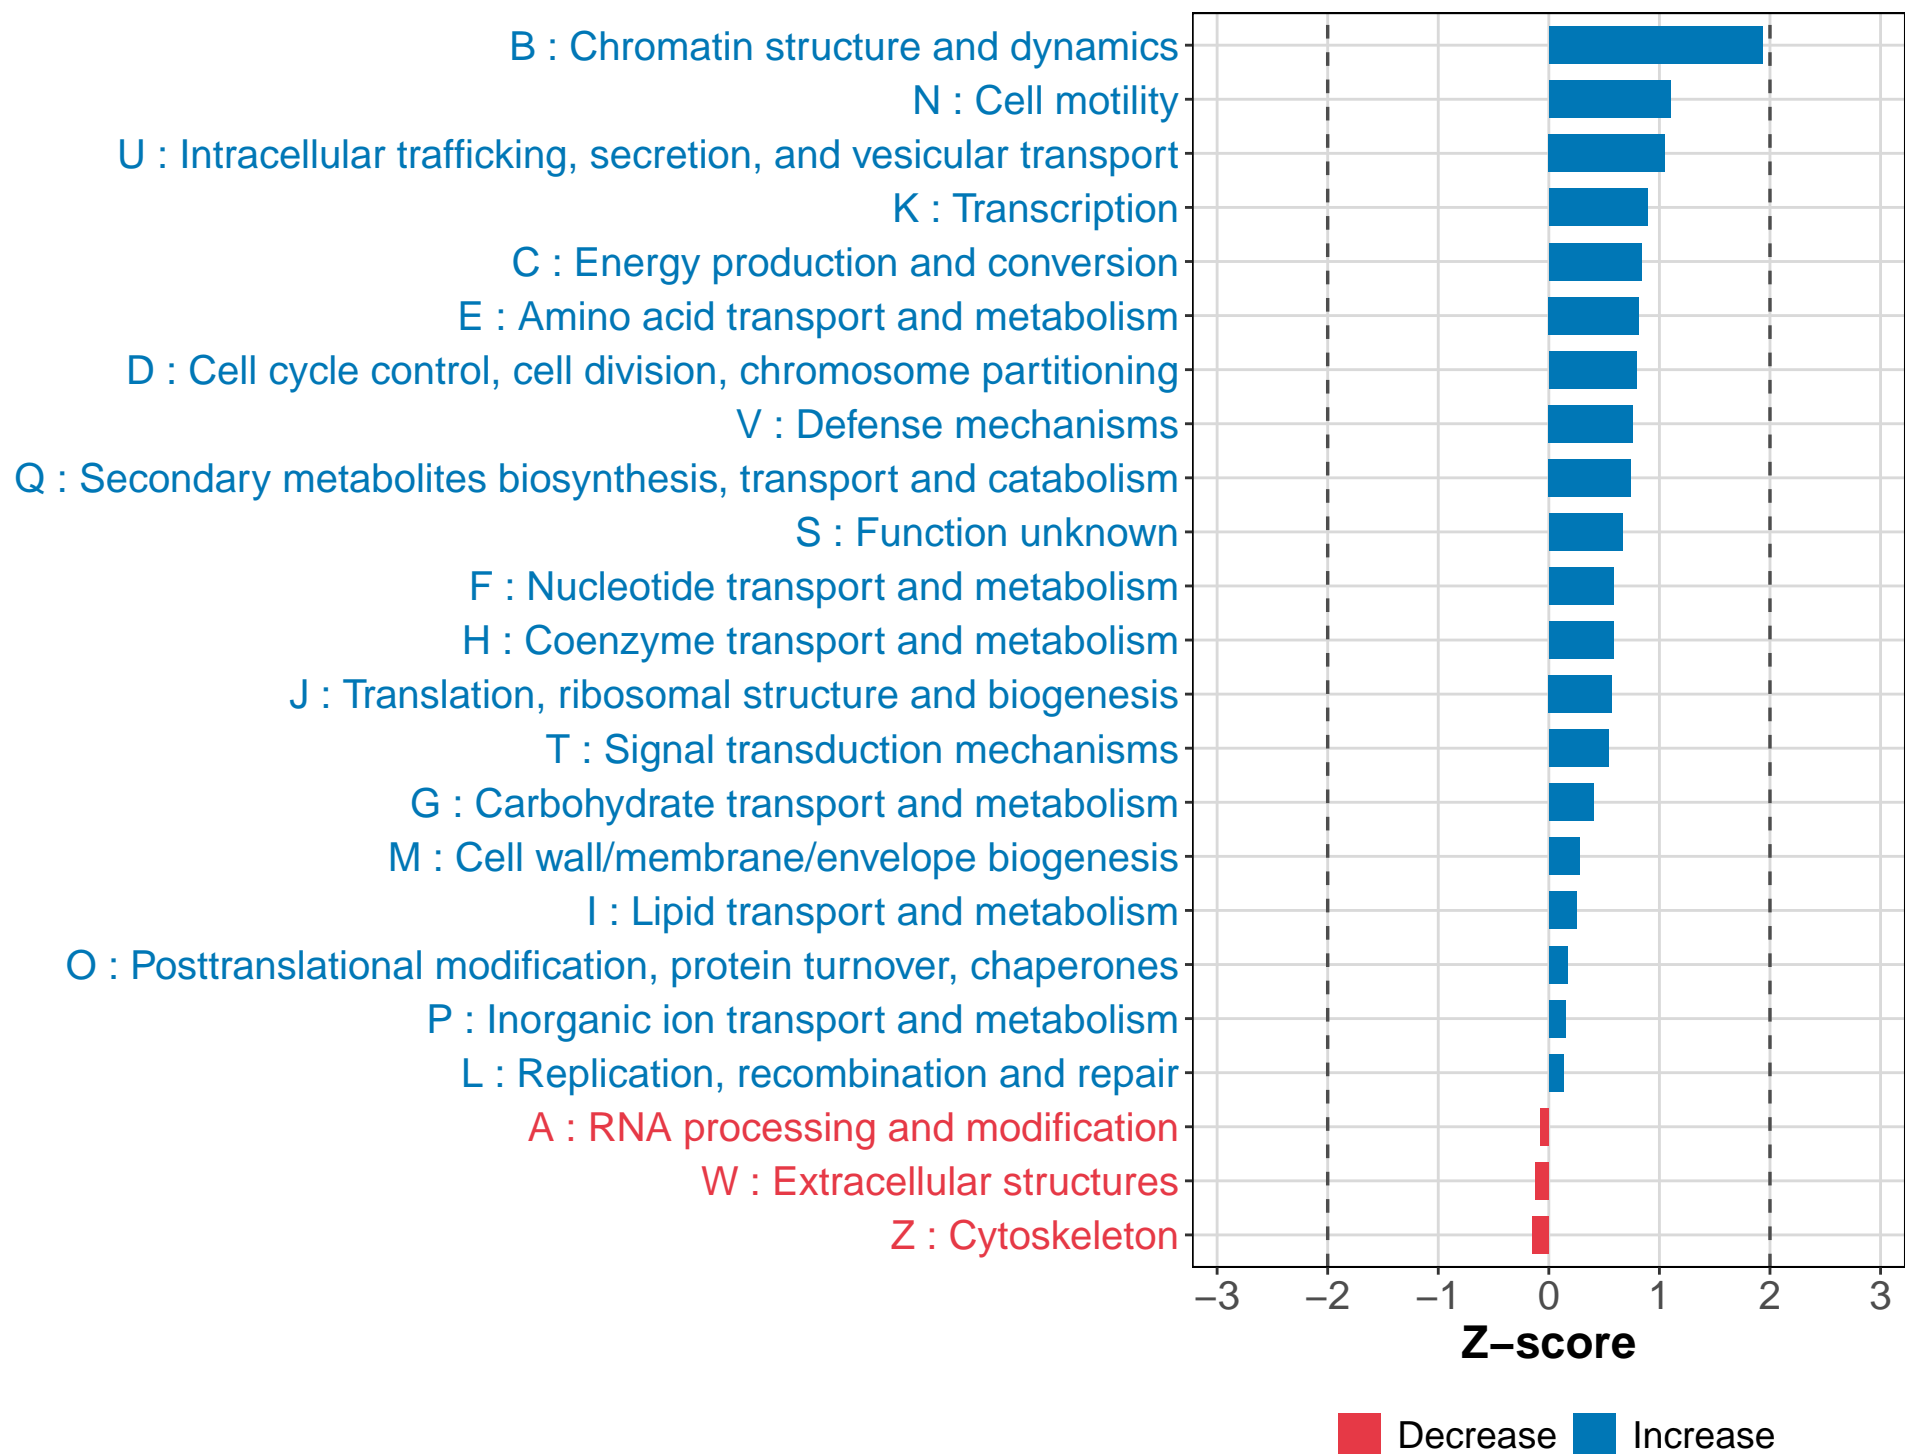 B : Chromatin structure and dynamics
N : Cell motility
U : Intracellular trafficking, secretion, and vesicular transport
K : Transcription
C : Energy production and conversion
E : Amino acid transport and metabolism
D : Cell cycle control, cell division, chromosome partitioning
V : Defense mechanisms
Q : Secondary metabolites biosynthesis, transport and catabolism
S : Function unknown
F : Nucleotide transport and metabolism
H : Coenzyme transport and metabolism
J : Translation, ribosomal structure and biogenesis
T : Signal transduction mechanisms
G : Carbohydrate transport and metabolism
M : Cell wall/membrane/envelope biogenesis
I : Lipid transport and metabolism
O : Posttranslational modification, protein turnover, chaperones
P : Inorganic ion transport and metabolism
L : Replication, recombination and repair
A : RNA processing and modification
W : Extracellular structures
Z : Cytoskeleton
−3 −2 −1 0 1 2 3
Z−score
Decrease Increase